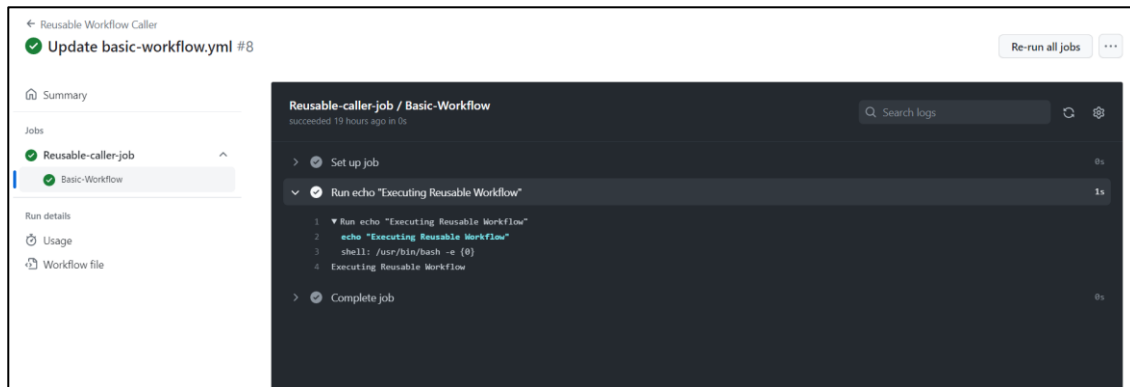 ← Reusable Workflow Caller
Update basic-workflow.yml #8
Re-run all jobs
...
Summary
Jobs
Reusable-caller-job
Basic-Workflow
Run details
Usage
Workflow file
Reusable-caller-job / Basic-Workflow
succeeded 19 hours ago in 0s
Search logs
Set up job 0s
Run echo "Executing Reusable Workflow" 1s
1 ▼ Run echo "Executing Reusable Workflow"
2 echo "Executing Reusable Workflow"
3 shell: /usr/bin/bash -e {0}
4 Executing Reusable Workflow
Complete job 0s